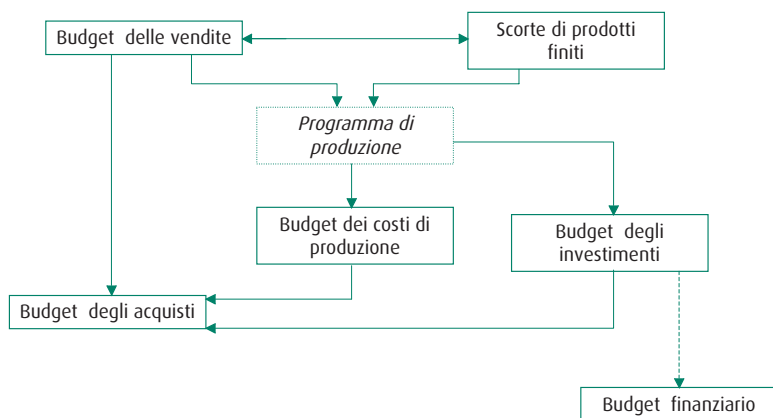 Budget delle vendite
Scorte di prodotti
finiti
Programma di
produzione
Budget dei costi di
produzione
Budget degli
investimenti
Budget degli acquisti
Budget finanziario